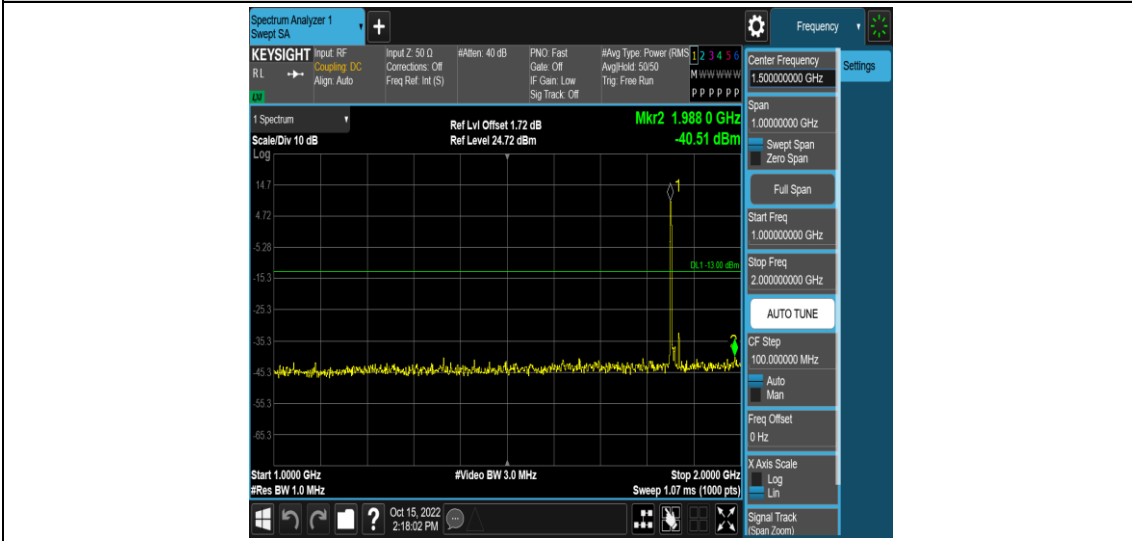 Spectrum Analyzer 1
Swept SA
+
Frequency
KEYSIGHT Input: RF
RL
Coupling: DC
Align: Auto
Input Z: 50 Ω
Corrections: Off
Freq Ref: Int (S)
#Atten: 40 dB
PNO: Fast
Gate: Off
IF Gain: Low
Sig Track: Off
#Avg Type: Power (RMS
Avg|Hold: 50/50
Trig: Free Run
1 2 3 4 5 6
M W W W W W
P P P P P P
1 Spectrum
Scale/Div 10 dB
Log
Ref Lvl Offset 1.72 dB
Ref Level 24.72 dBm
Mkr2 1.988 0 GHz
-40.51 dBm
14.7
4.72
-5.28
-15.3
-25.3
-35.3
-45.3
-55.3
-65.3
1
DL1 -13.00 dBm
2
Start 1.0000 GHz
#Res BW 1.0 MHz
#Video BW 3.0 MHz
Stop 2.0000 GHz
Sweep 1.07 ms (1000 pts)
?
Oct 15, 2022
2:18:02 PM
Center Frequency
1.500000000 GHz
Settings
Span
1.00000000 GHz
Swept Span
Zero Span
Full Span
Start Freq
1.000000000 GHz
Stop Freq
2.000000000 GHz
AUTO TUNE
CF Step
100.000000 MHz
Auto
Man
Freq Offset
0 Hz
X Axis Scale
Log
Lin
Signal Track
(Span Zoom)